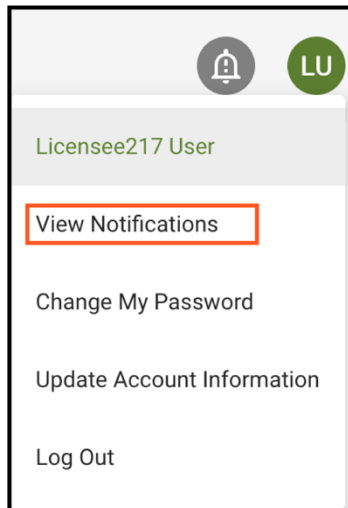 LU
Licensee217 User
View Notifications
Change My Password
Update Account Information
Log Out